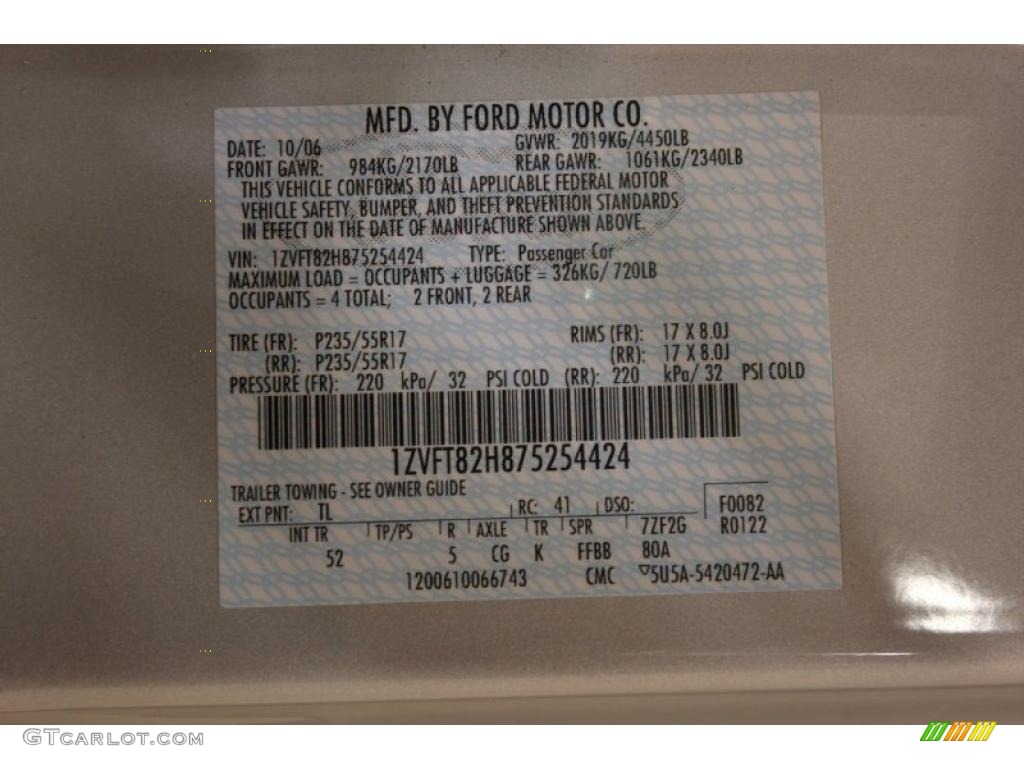 MFD. BY FORD MOTOR CO.
DATE: 10/06 GVWR: 2019KG/4450LB
FRONT GAWR: 984KG/2170LB REAR GAWR: 1061KG/2340LB
THIS VEHICLE CONFORMS TO ALL APPLICABLE FEDERAL MOTOR
VEHICLE SAFETY, BUMPER, AND THEFT PREVENTION STANDARDS
IN EFFECT ON THE DATE OF MANUFACTURE SHOWN ABOVE.
VIN: 1ZVFT82H875254424 TYPE: Passenger Car
MAXIMUM LOAD = OCCUPANTS + LUGGAGE = 326KG/ 720LB
OCCUPANTS = 4 TOTAL; 2 FRONT, 2 REAR
TIRE (FR): P235/55R17 RIMS (FR): 17 X 8.0J
(RR): P235/55R17 (RR): 17 X 8.0J
PRESSURE (FR): 220 kPa/ 32 PSI COLD (RR): 220 kPa/ 32 PSI COLD
1ZVFT82H875254424
TRAILER TOWING - SEE OWNER GUIDE
EXT PNT: TL RC: 41 DSO: F0082
INT TR TP/PS R AXLE TR SPR 7ZF2G R0122
52 5 CG K FFBB 80A
1200610066743 CMC ▽5U5A-5420472-AA
GTCARLOT.COM